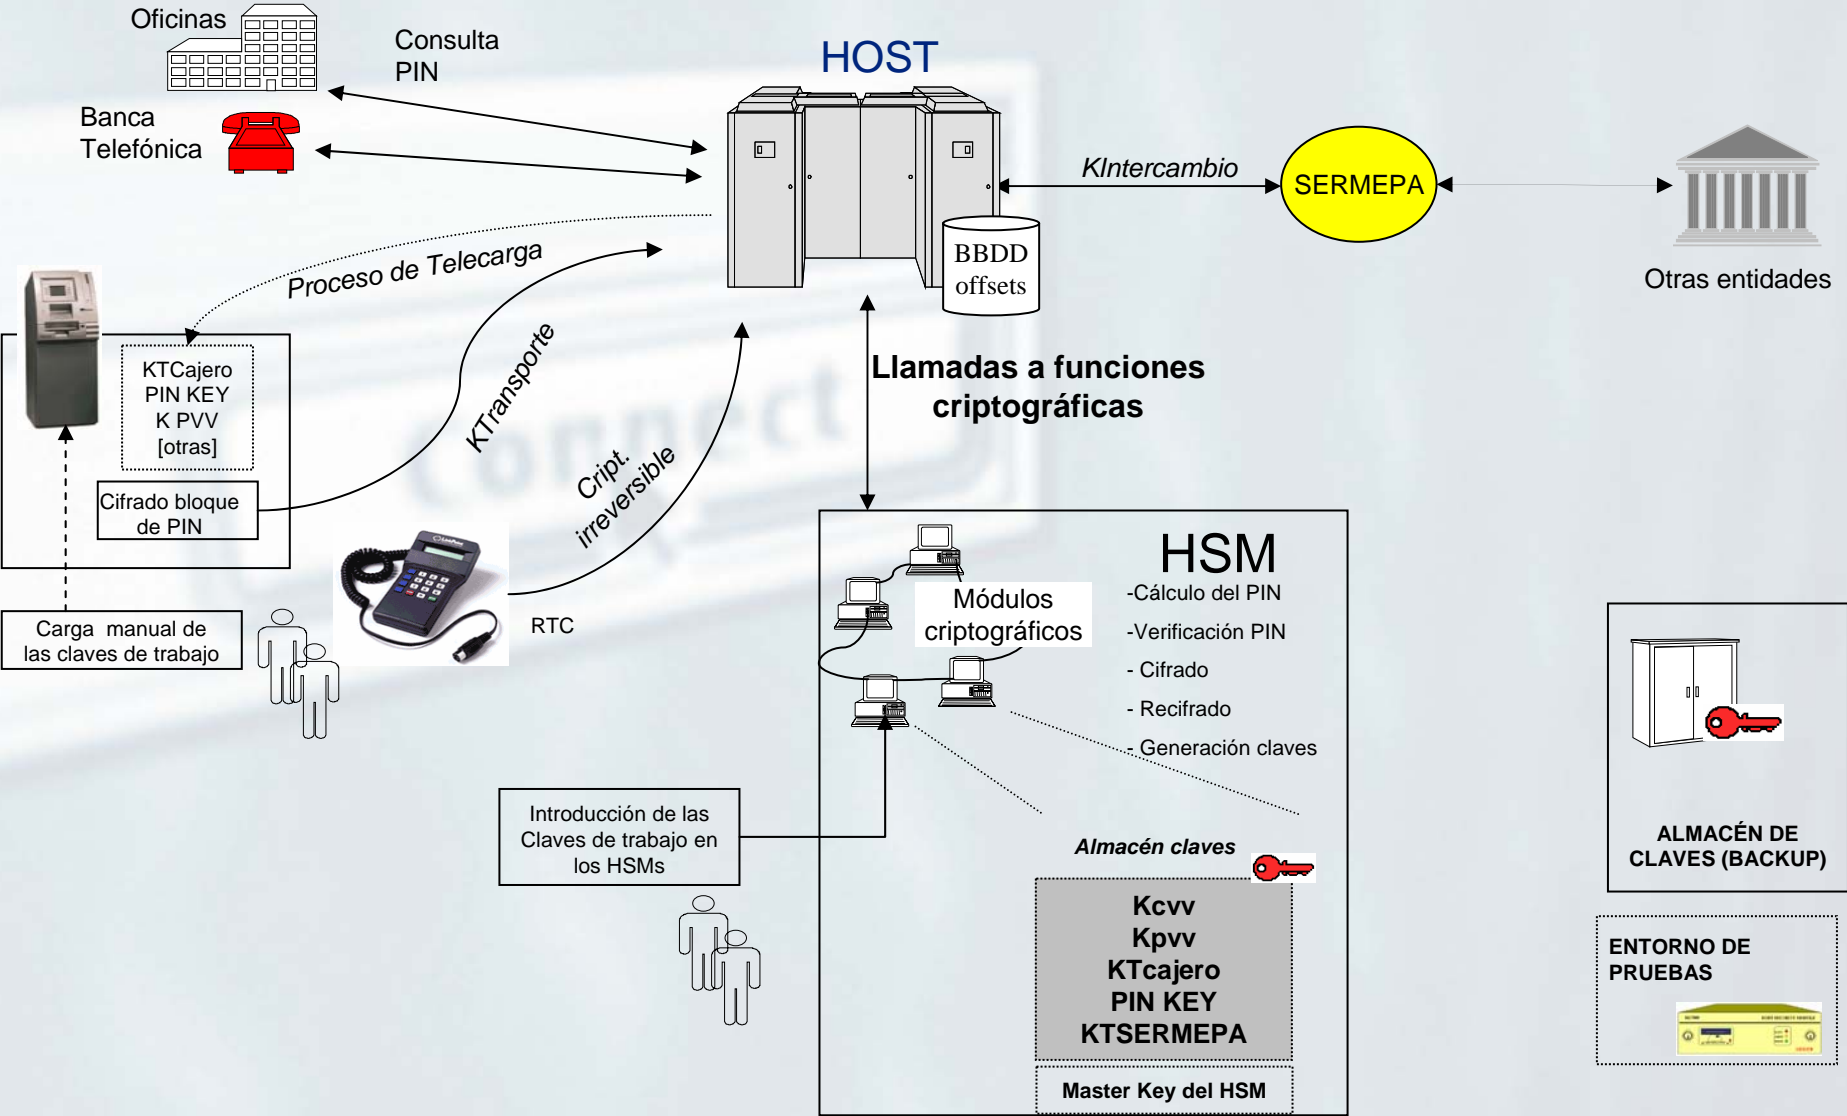 Oficinas
Consulta
PIN
HOST
Banca
Telefónica
KIntercambio
SERMEPA
Otras entidades
BBDD
offsets
Proceso de Telecarga
KTransporte
Cript.
irreversible
KTCajero
PIN KEY
K PVV
[otras]
Cifrado bloque
de PIN
Llamadas a funciones
criptográficas
Connect
Carga manual de
las claves de trabajo
RTC
HSM
Módulos
criptográficos
-Cálculo del PIN
-Verificación PIN
- Cifrado
- Recifrado
- Generación claves
Introducción de las
Claves de trabajo en
los HSMs
Almacén claves
Kcvv
Kpvv
KTcajero
PIN KEY
KTSERMEPA
Master Key del HSM
ALMACÉN DE
CLAVES (BACKUP)
ENTORNO DE
PRUEBAS